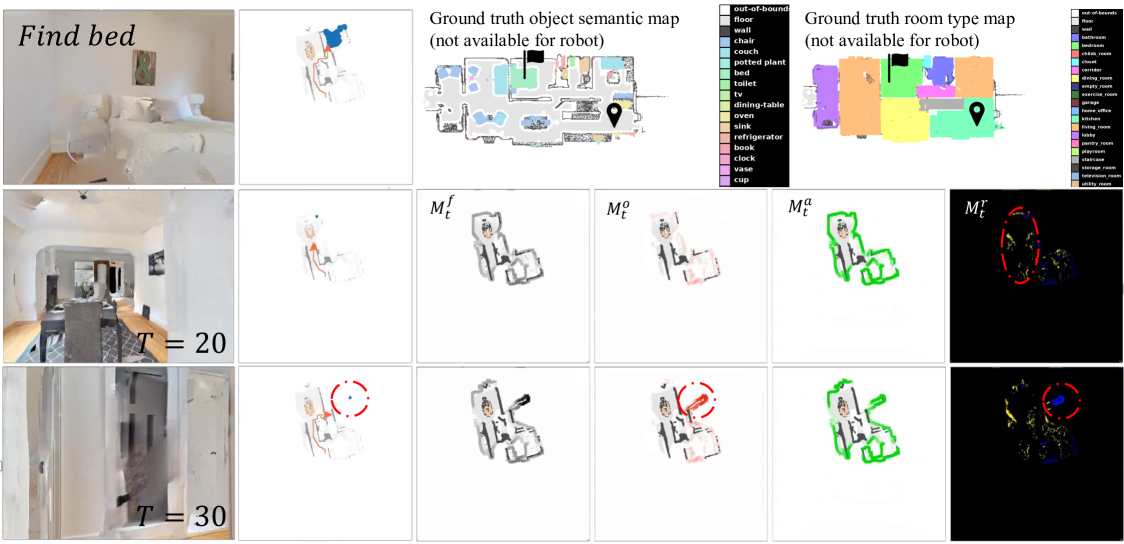 Find bed
Ground truth object semantic map
(not available for robot)
out-of-bounds
floor
wall
chair
couch
potted plant
bed
toilet
tv
dining-table
oven
sink
refrigerator
book
clock
vase
cup
Ground truth room type map
(not available for robot)
out-of-bounds
floor
wall
bathroom
bedroom
childs_room
closet
corridor
dining_room
empty_room
exercise_room
garage
home_office
kitchen
living_room
lobby
pantry_room
playroom
staircase
storage_room
television_room
utility_room
T = 20
M_t^f
M_t^o
M_t^a
M_t^r
T = 30